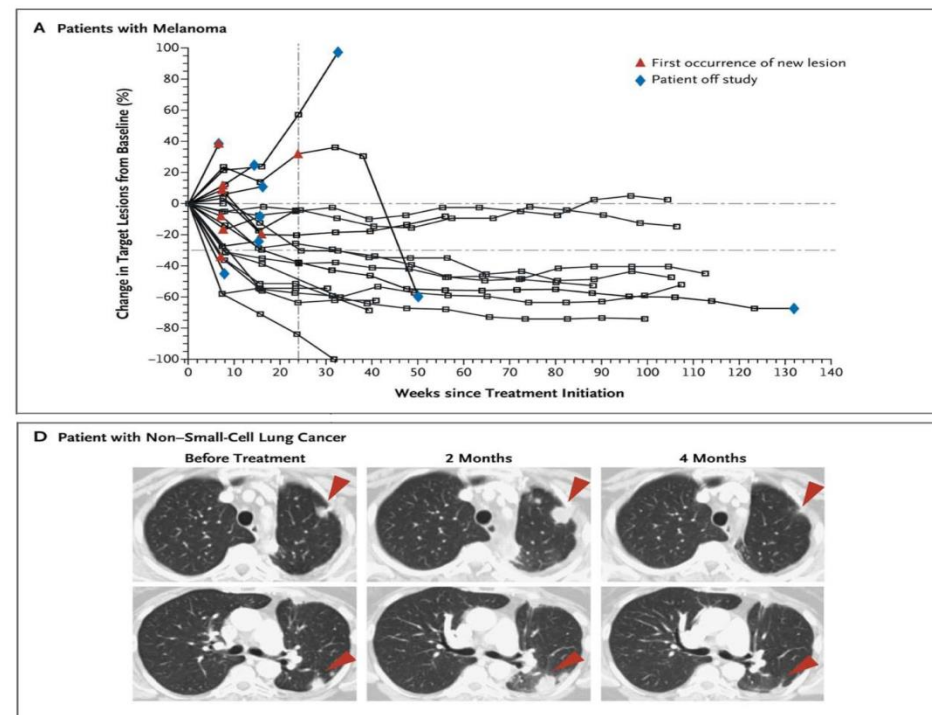 A Patients with Melanoma
Change in Target Lesions from Baseline (%)
100
80
60
40
20
0
−20
−40
−60
−80
−100
First occurrence of new lesion
Patient off study
0 10 20 30 40 50 60 70 80 90 100 110 120 130 140
Weeks since Treatment Initiation
D Patient with Non–Small-Cell Lung Cancer
Before Treatment 2 Months 4 Months